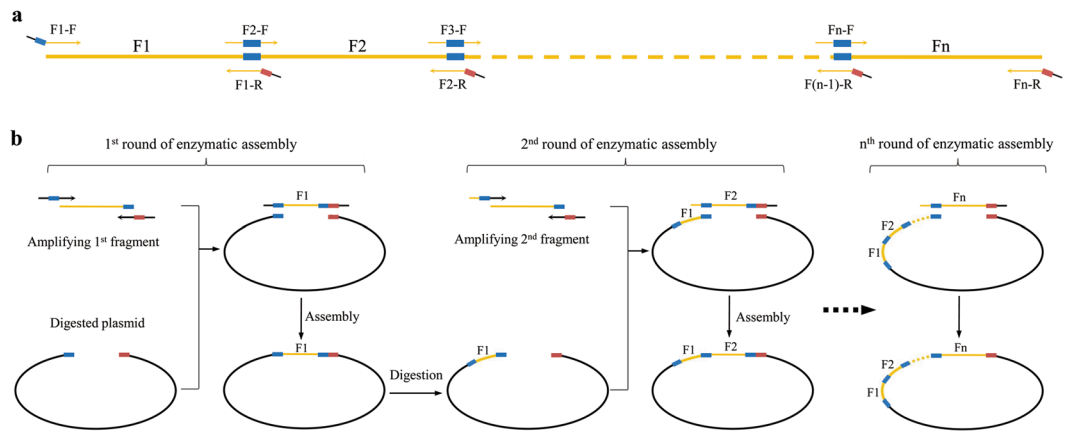 a
F1-F
F2-F
F3-F
Fn-F
F1
F2
Fn
F1-R
F2-R
F(n-1)-R
Fn-R
b
1st round of enzymatic assembly
2nd round of enzymatic assembly
nth round of enzymatic assembly
F1
Amplifying 1st fragment
Digested plasmid
Assembly
F1
Digestion
F1
Amplifying 2nd fragment
F1
F2
Assembly
F1
F2
Fn
F2
F1
Fn
F2
F1